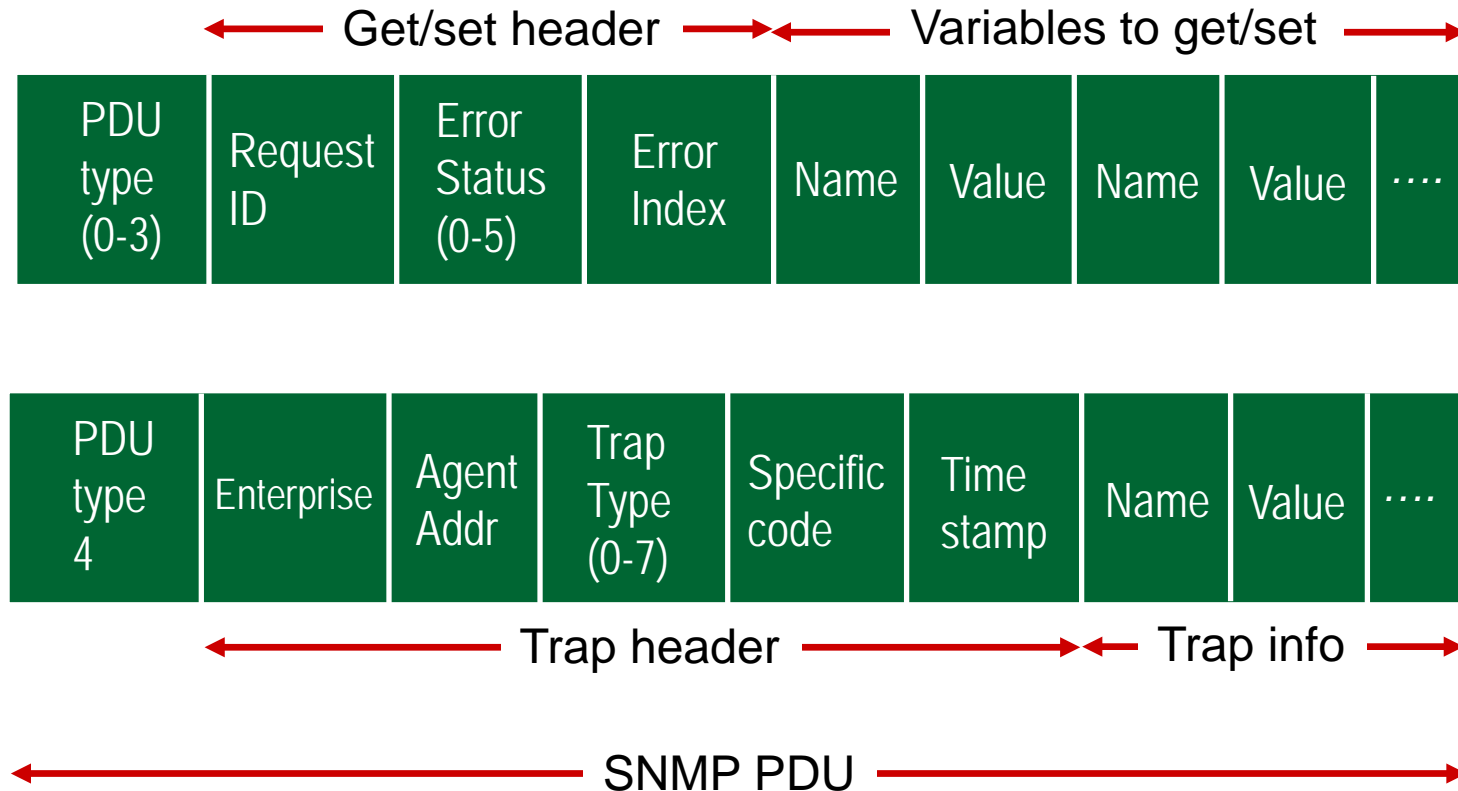 Get/set header
Variables to get/set
PDU
type
(0-3)
Request
ID
Error
Status
(0-5)
Error
Index
Name
Value
Name
Value
....
PDU
type
4
Enterprise
Agent
Addr
Trap
Type
(0-7)
Specific
code
Time
stamp
Name
Value
....
Trap header
Trap info
SNMP PDU